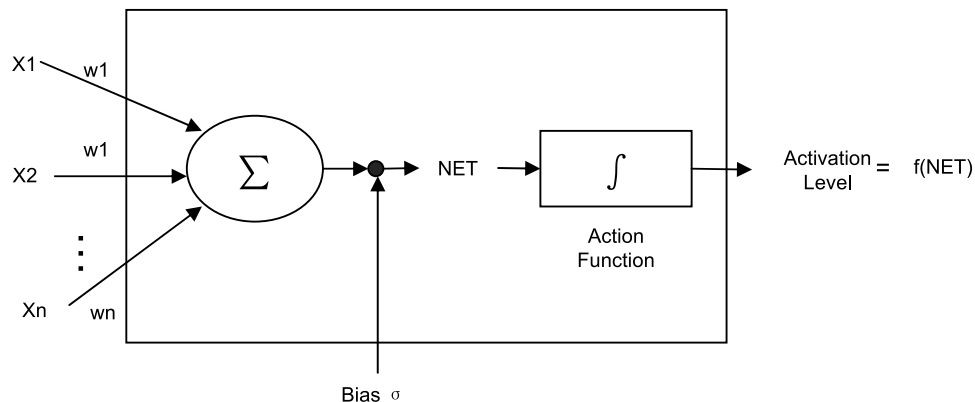 X1
w1
X2
w1
⋮
Xn
wn
Σ
NET
∫
Action
Function
Activation
Level
= f(NET)
Bias σ